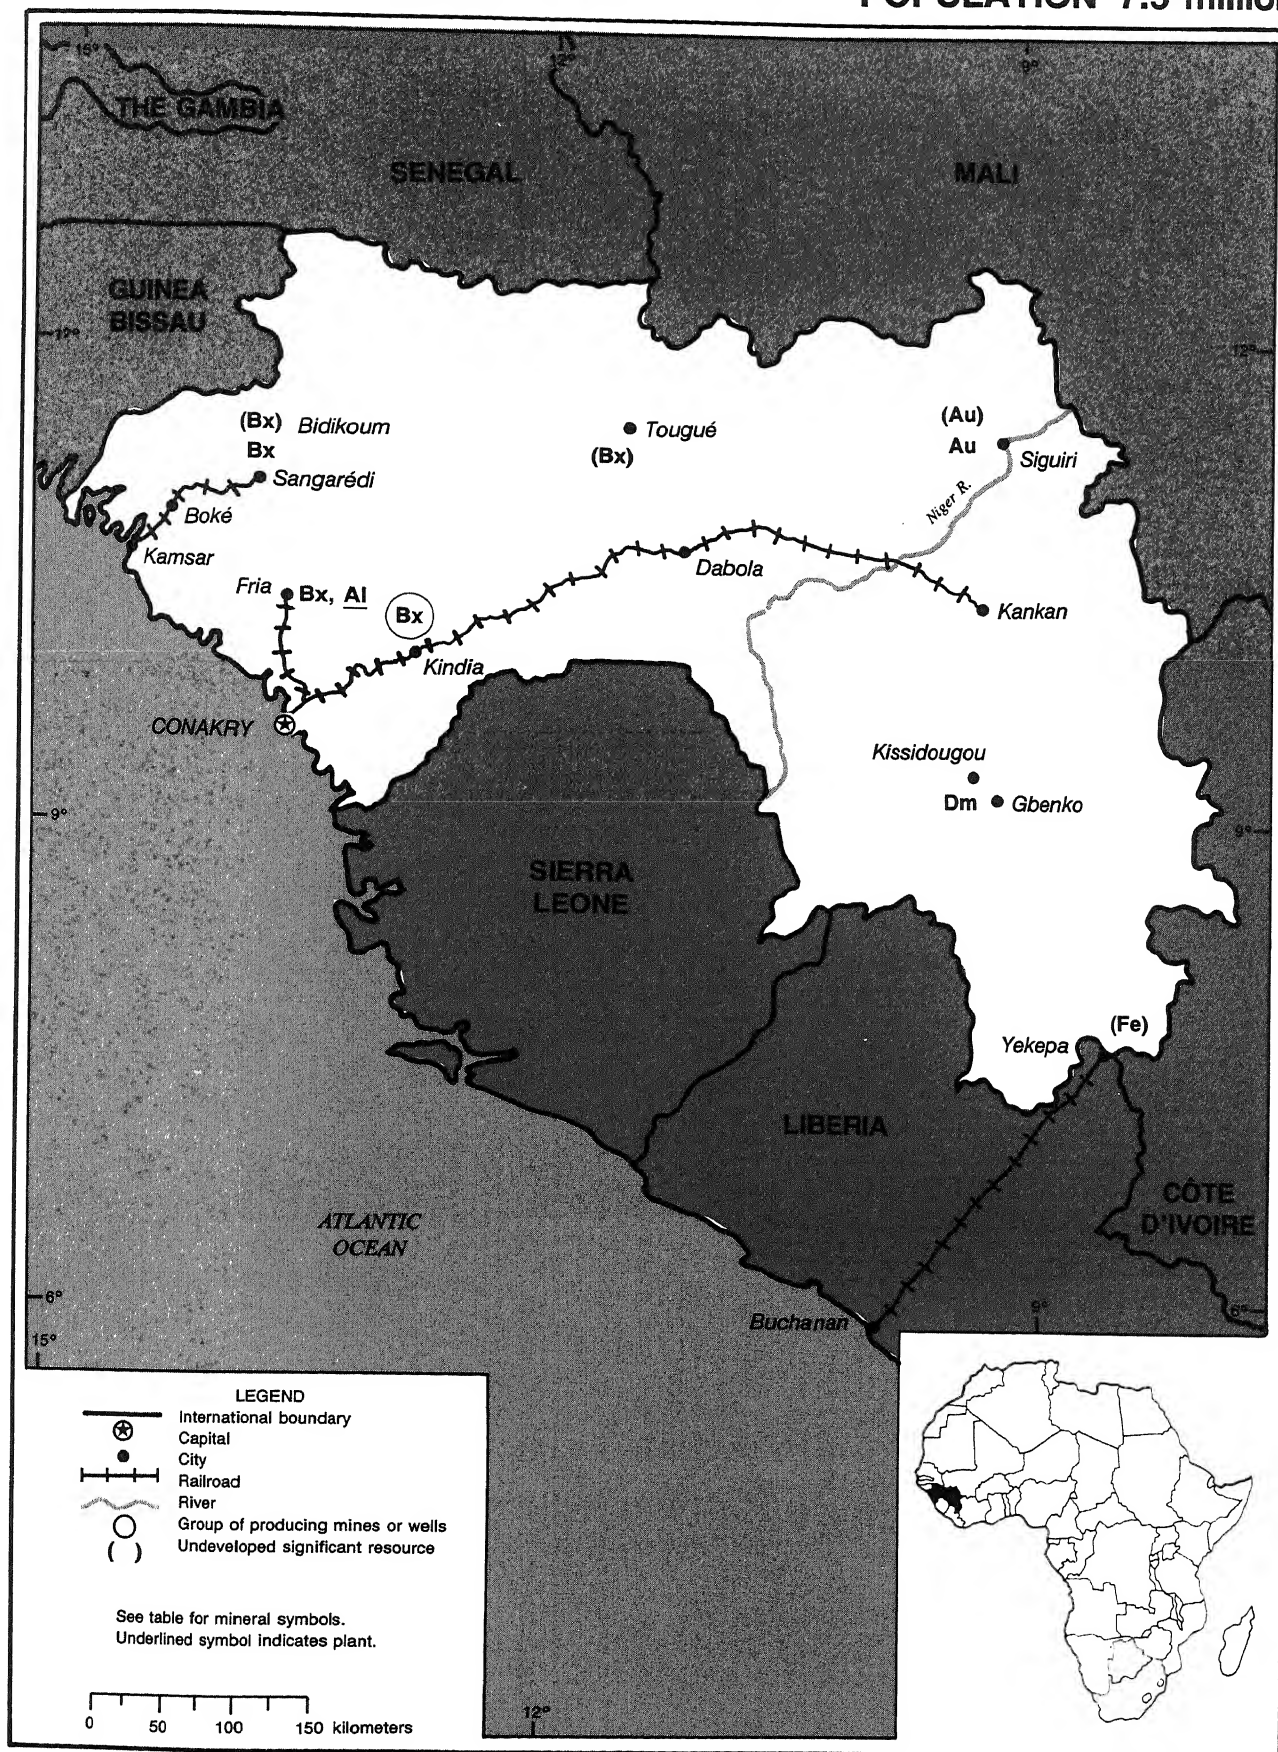 POPULATION 7.5 million
15°
12°
9°
THE GAMBIA
SENEGAL
MALI
GUINEA
BISSAU
12°
12°
(Bx) Bidikoum
Bx
Sangarédi
Boké
Kamsar
Tougué
(Bx)
(Au)
Au
Siguiri
Niger R.
Fria
Bx, Al
Bx
Kindia
Dabola
Kankan
CONAKRY
Kissidougou
Dm
Gbenko
9°
9°
SIERRA
LEONE
Yekepa
(Fe)
LIBERIA
CÔTE
D'IVOIRE
ATLANTIC
OCEAN
Buchanan
6°
15°
9°
6°
LEGEND
International boundary
Capital
City
Railroad
River
Group of producing mines or wells
( ) Undeveloped significant resource
See table for mineral symbols.
Underlined symbol indicates plant.
0 50 100 150 kilometers
12°